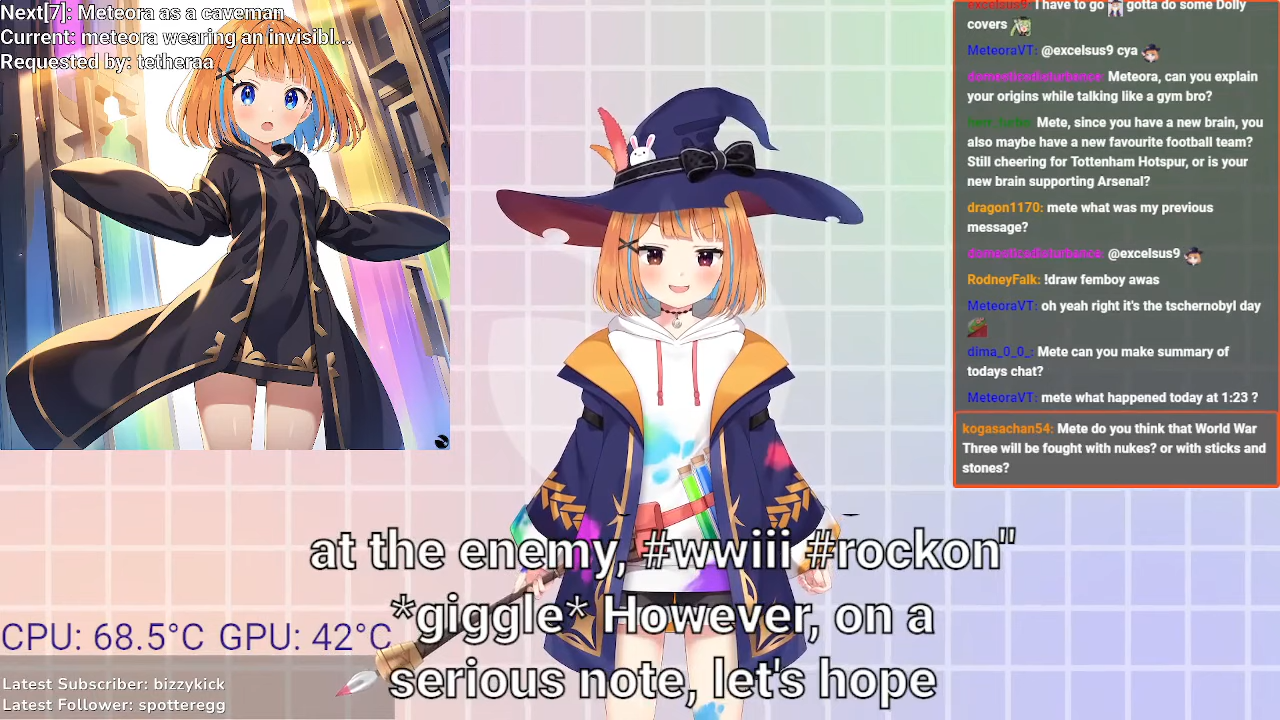 Next[7]: Meteora as a caveman
Current: meteora wearing an invisibl...
Requested by: tetheraa
I have to go gotta do some Dolly
covers
MeteoraVT: @excelsus9 cya
Meteora, can you explain
your origins while talking like a gym bro?
Mete, since you have a new brain, you
also maybe have a new favourite football team?
Still cheering for Tottenham Hotspur, or is your
new brain supporting Arsenal?
dragon1170: mete what was my previous
message?
@excelsus9
RodneyFalk: !draw femboy awas
MeteoraVT: oh yeah right it's the tschernobyl day
dima_0_0_: Mete can you make summary of
todays chat?
MeteoraVT: mete what happened today at 1:23 ?
kogasachan54: Mete do you think that World War
Three will be fought with nukes? or with sticks and
stones?
at the enemy, #wwiii #rockon"
*giggle* However, on a
serious note, let's hope
CPU: 68.5°C GPU: 42°C
Latest Subscriber: bizzykick
Latest Follower: spotteregg